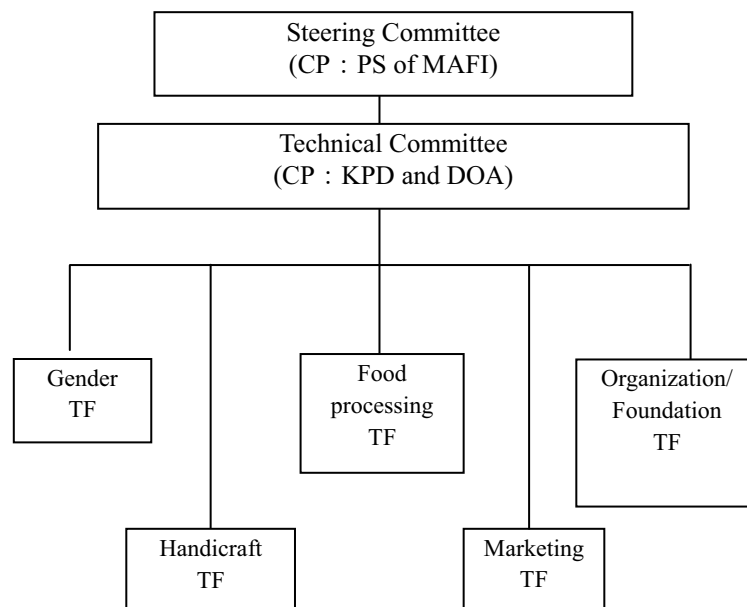 Steering Committee
(CP：PS of MAFI)
Technical Committee
(CP：KPD and DOA)
Gender
TF
Food
processing
TF
Organization/
Foundation
TF
Handicraft
TF
Marketing
TF